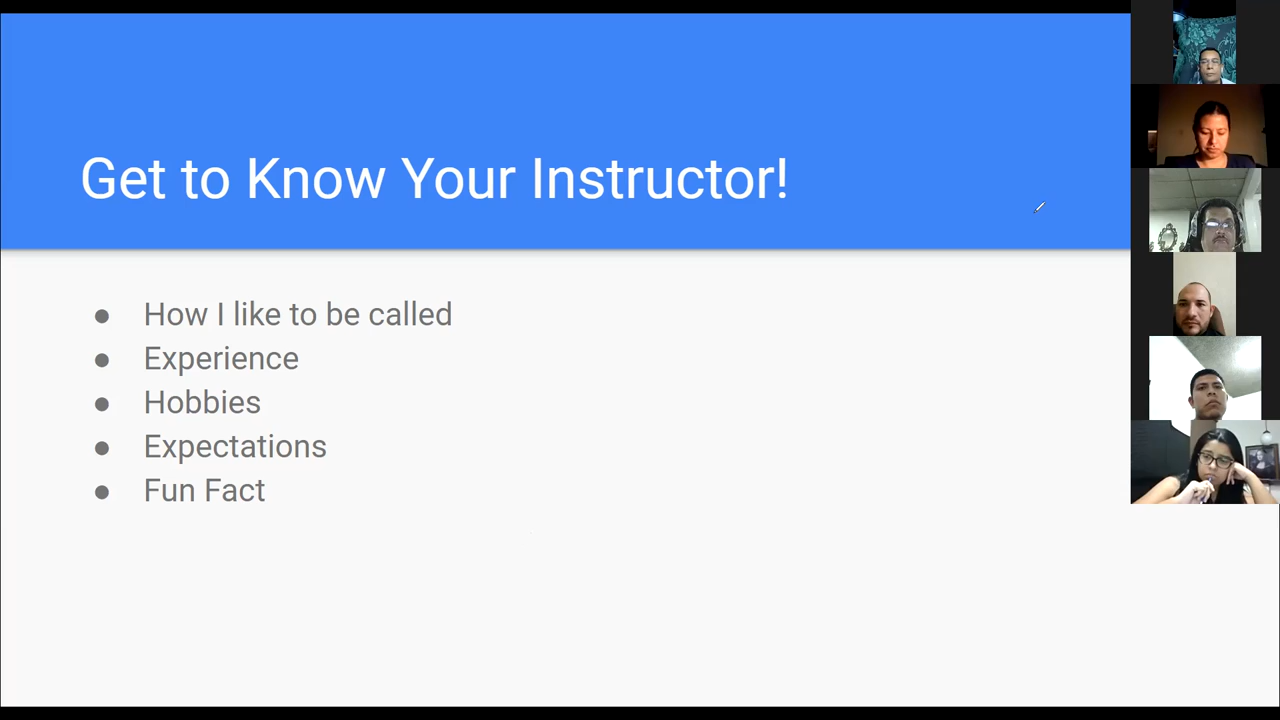 Get to Know Your Instructor!
● How I like to be called
● Experience
● Hobbies
● Expectations
● Fun Fact